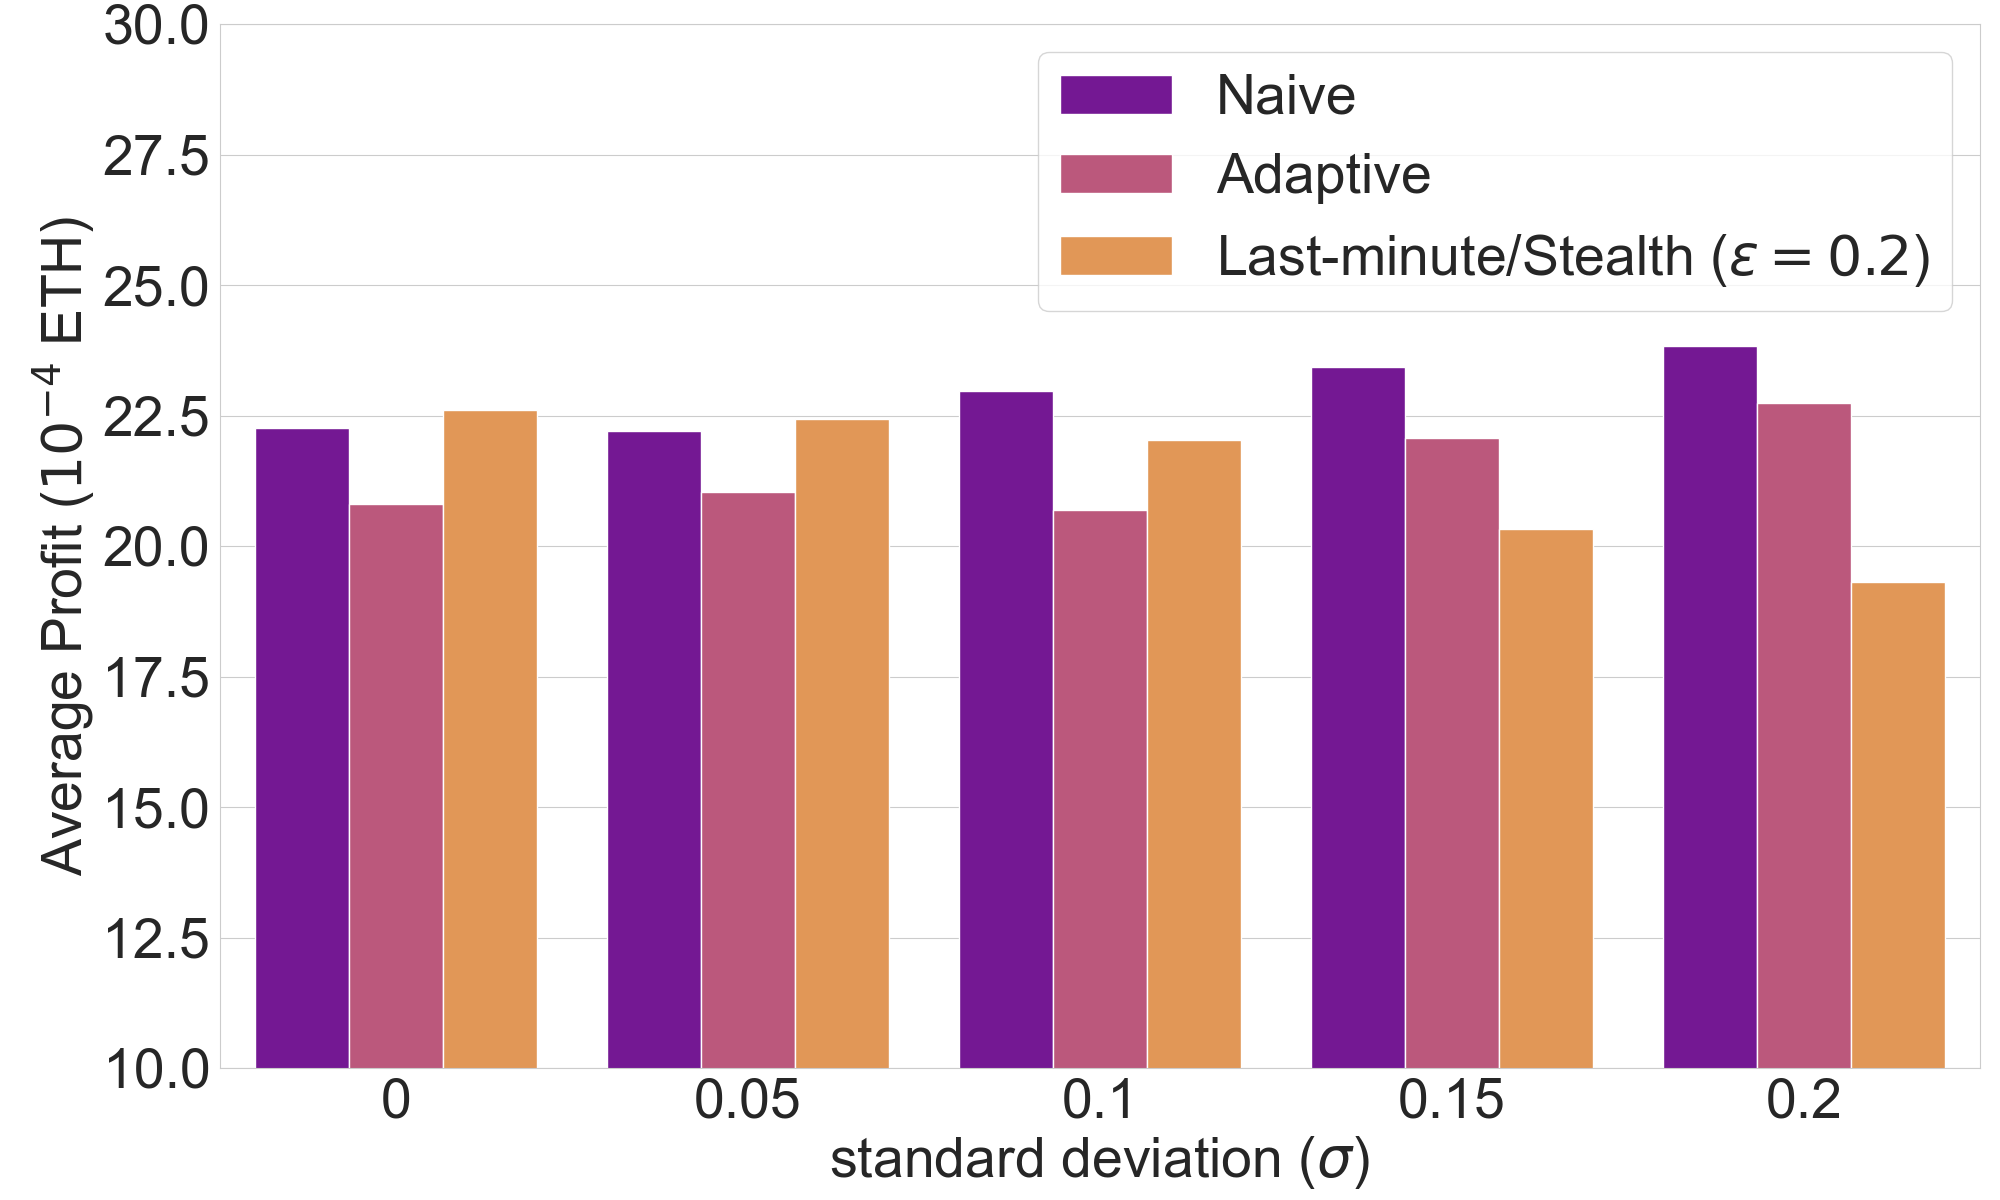 Average Profit (10⁻⁴ ETH)
30.0
27.5
25.0
22.5
20.0
17.5
15.0
12.5
10.0
Naive
Adaptive
Last-minute/Stealth (ε = 0.2)
0 0.05 0.1 0.15 0.2
standard deviation (σ)